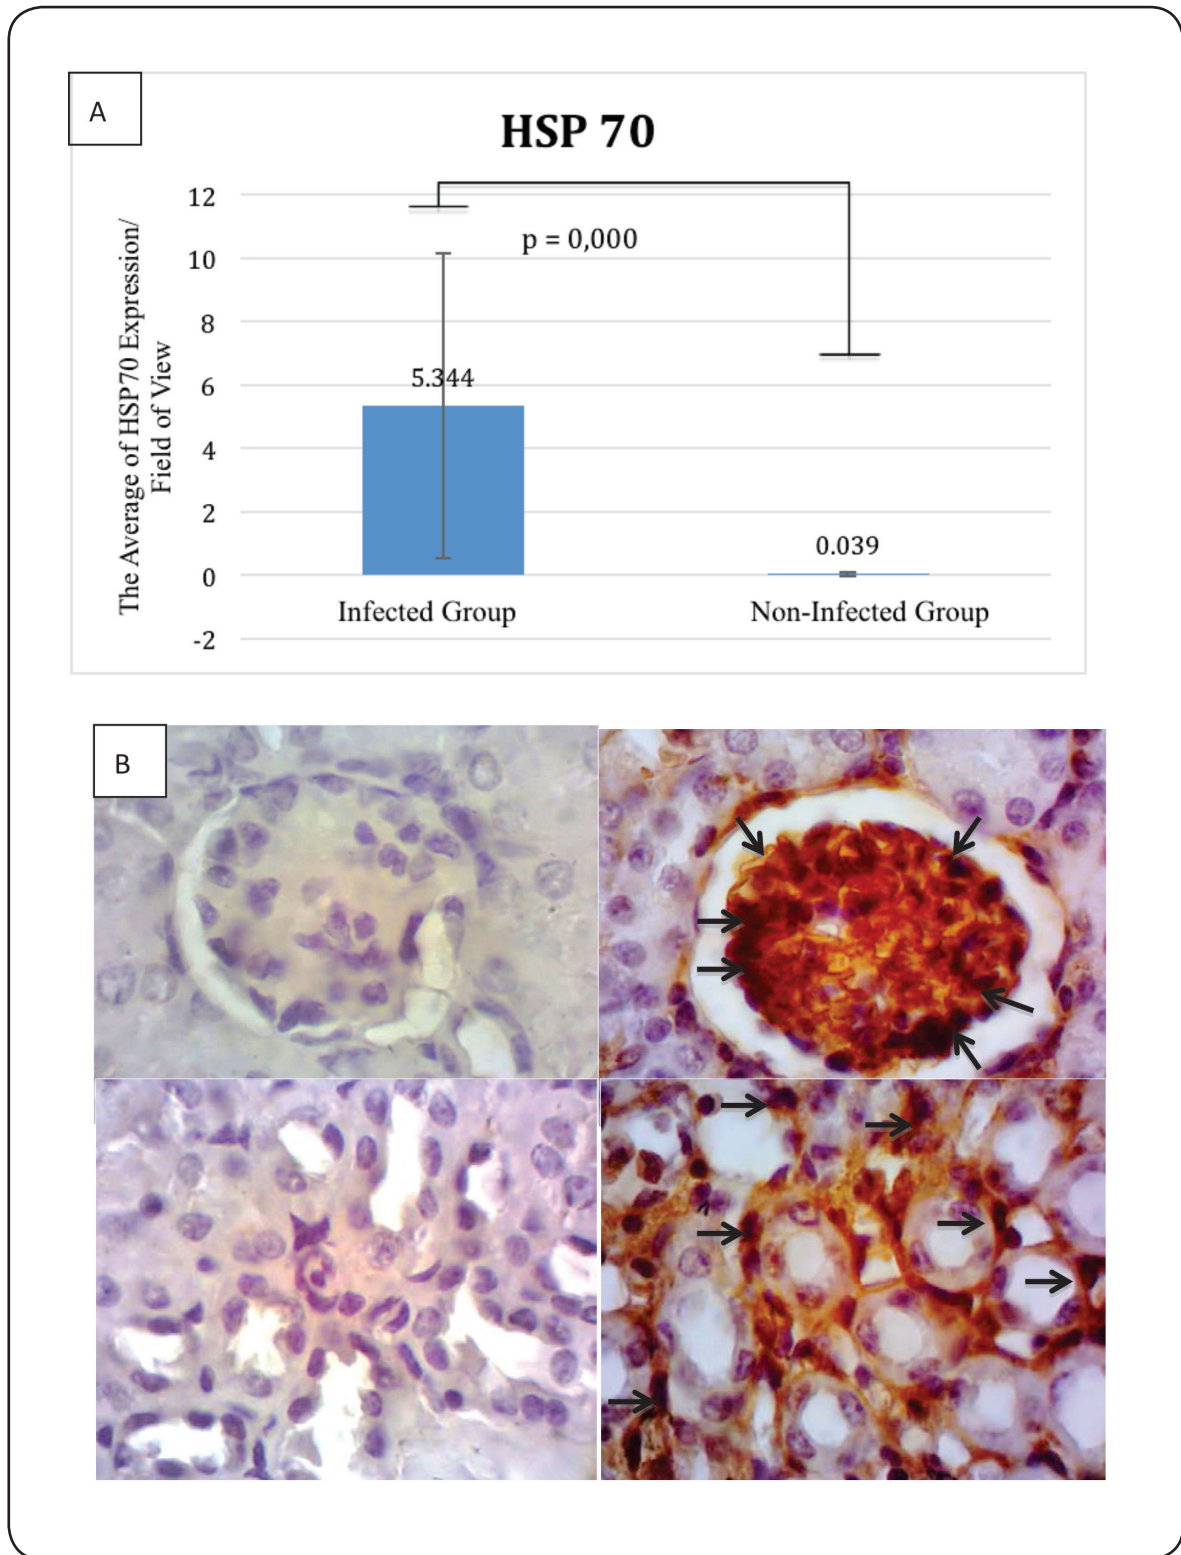 A
HSP 70
The Average of HSP70 Expression/
Field of View
12
10
8
6
4
2
0
-2
p = 0,000
5.344
0.039
Infected Group
Non-Infected Group
B